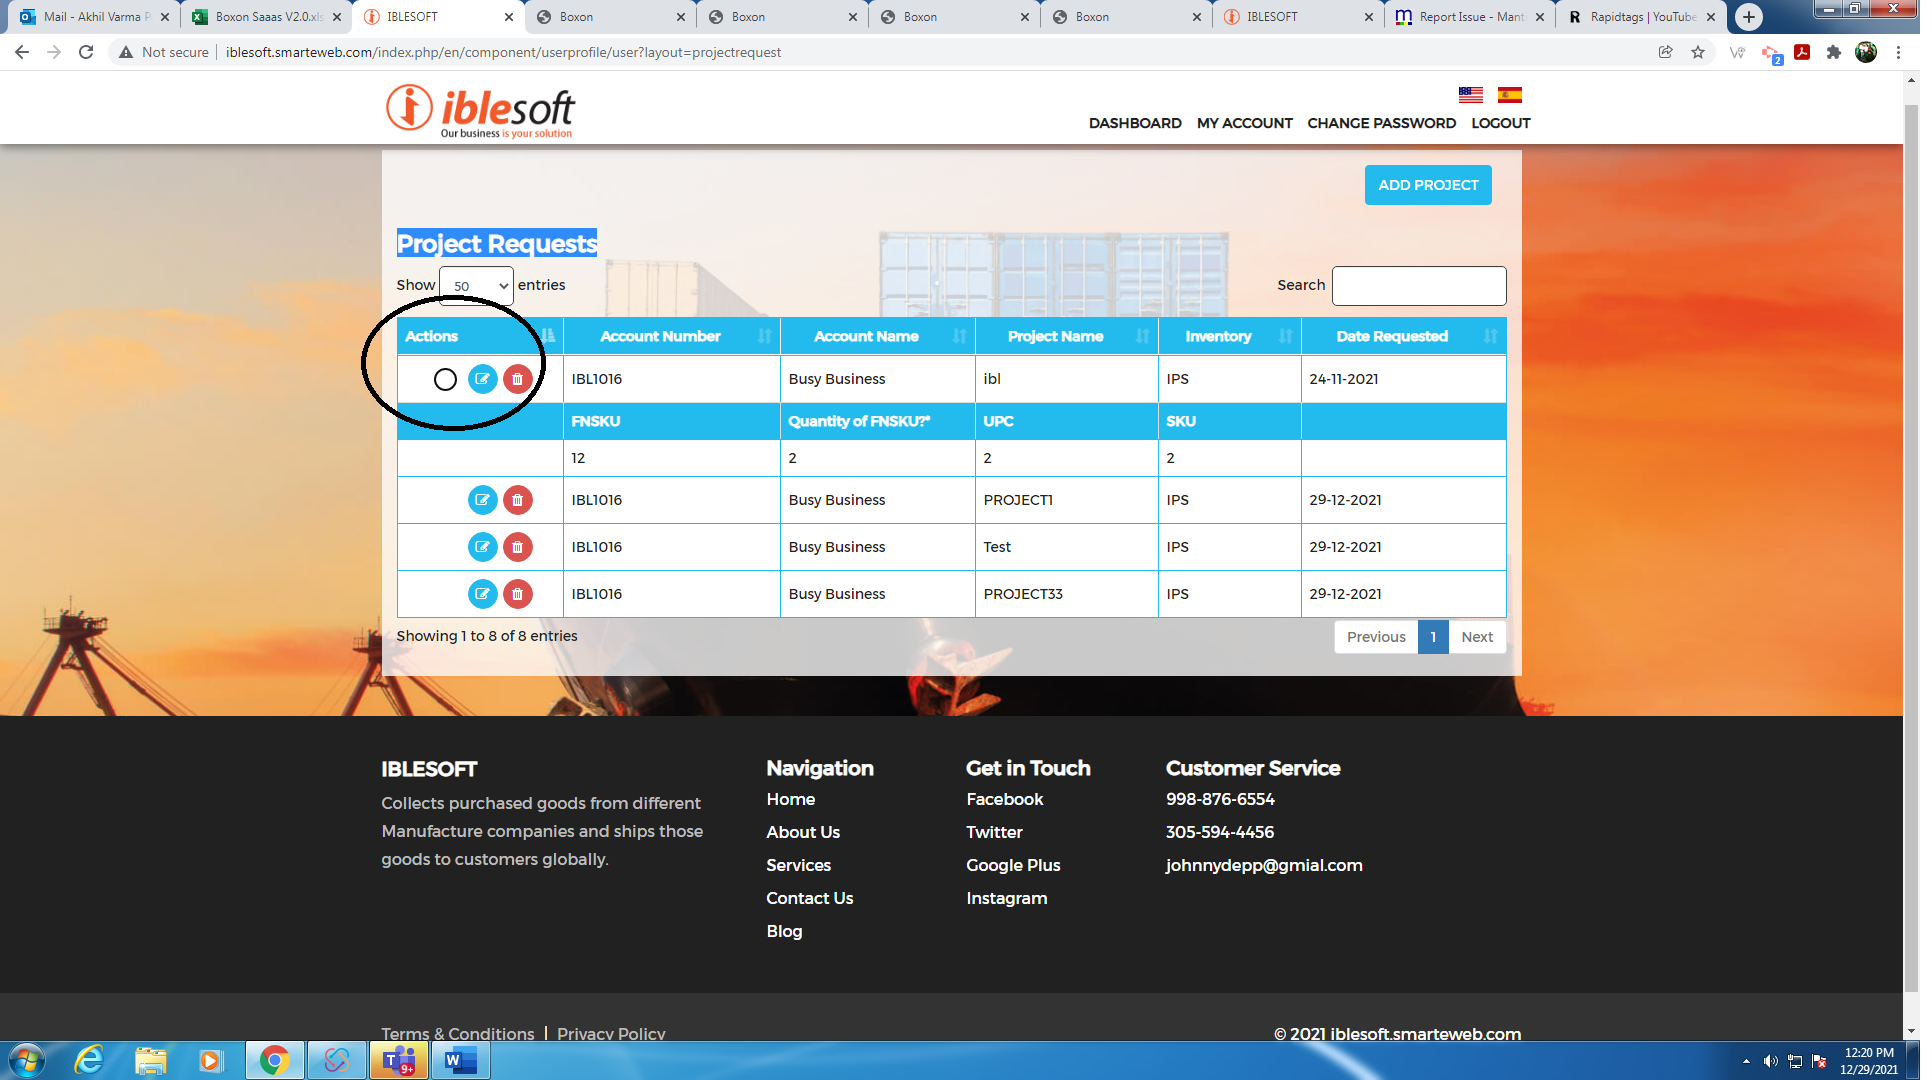 Mail - Akhil Varma P
Boxon Saaas V2.0.xls
IBLESOFT
Boxon
Boxon
Boxon
Boxon
IBLESOFT
Report Issue - Mant
Rapidtags | YouTube
Not secure
iblesoft.smarteweb.com/index.php/en/component/userprofile/user?layout=projectrequest
2
iblesoft
Our business is your solution
DASHBOARD MY ACCOUNT CHANGE PASSWORD LOGOUT
ADD PROJECT
Project Requests
Show 50 entries
Search
Actions Account Number Account Name Project Name Inventory Date Requested
IBL1016 Busy Business ibl IPS 24-11-2021
FNSKU Quantity of FNSKU?* UPC SKU
12 2 2 2
IBL1016 Busy Business PROJECT1 IPS 29-12-2021
IBL1016 Busy Business Test IPS 29-12-2021
IBL1016 Busy Business PROJECT33 IPS 29-12-2021
Showing 1 to 8 of 8 entries
Previous 1 Next
IBLESOFT
Collects purchased goods from different
Manufacture companies and ships those
goods to customers globally.
Navigation
Home
About Us
Services
Contact Us
Blog
Get in Touch
Facebook
Twitter
Google Plus
Instagram
Customer Service
998-876-6554
305-594-4456
johnnydepp@gmial.com
Terms & Conditions | Privacy Policy
© 2021 iblesoft.smarteweb.com
9+
12:20 PM
12/29/2021